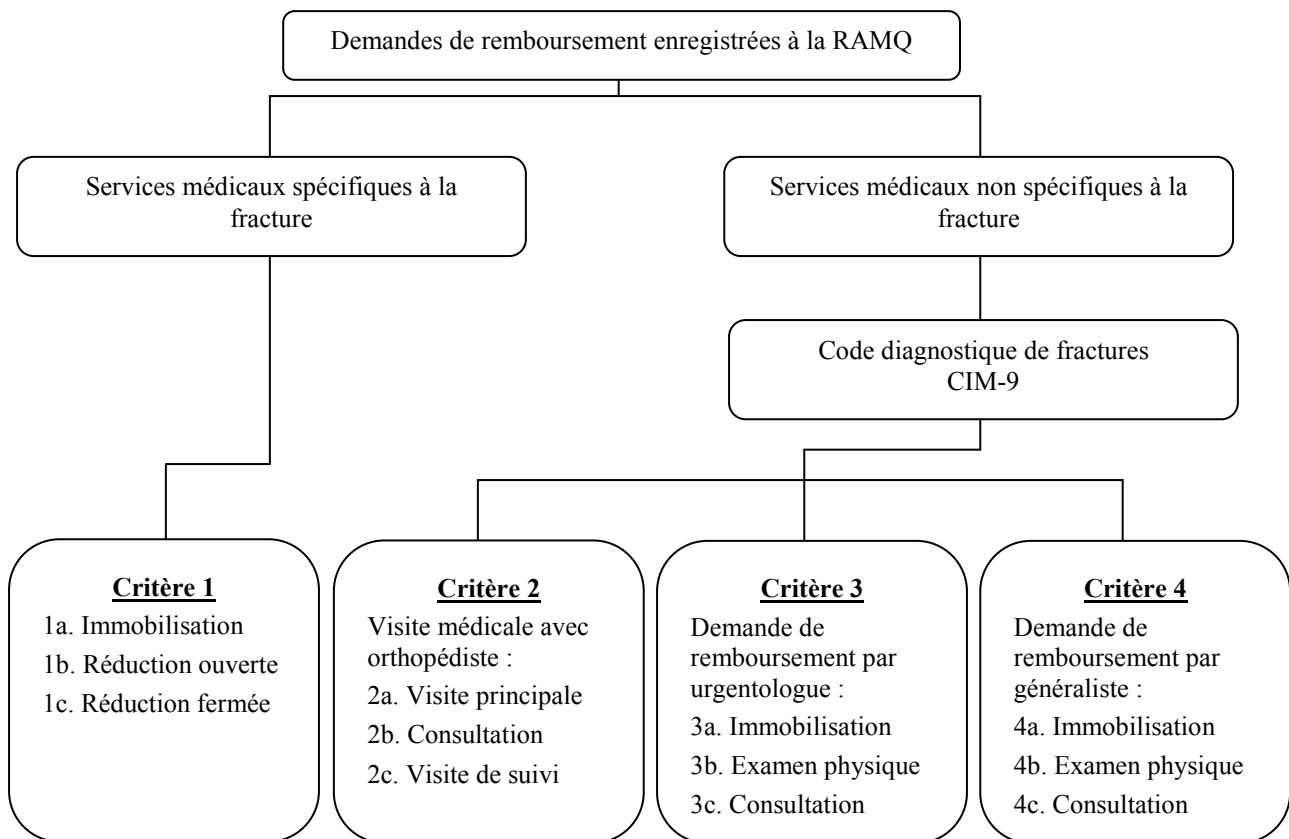 Demandes de remboursement enregistrées à la RAMQ
Services médicaux spécifiques à la
fracture
Services médicaux non spécifiques à la
fracture
Code diagnostique de fractures
CIM-9
Critère 1
1a. Immobilisation
1b. Réduction ouverte
1c. Réduction fermée
Critère 2
Visite médicale avec
orthopédiste :
2a. Visite principale
2b. Consultation
2c. Visite de suivi
Critère 3
Demande de
remboursement par
urgentologue :
3a. Immobilisation
3b. Examen physique
3c. Consultation
Critère 4
Demande de
remboursement par
généraliste :
4a. Immobilisation
4b. Examen physique
4c. Consultation